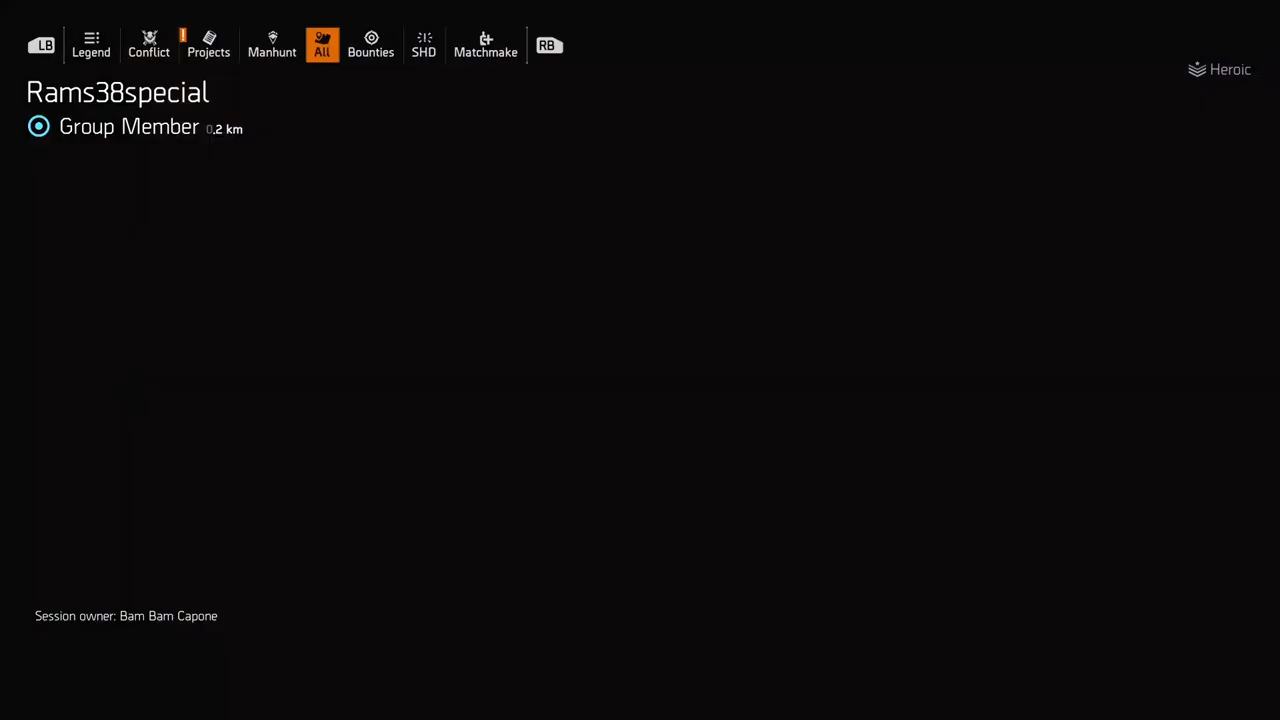 LB Legend Conflict ! Projects Manhunt All Bounties SHD Matchmake RB
Heroic
Rams38special
Group Member 0.2 km
Session owner: Bam Bam Capone